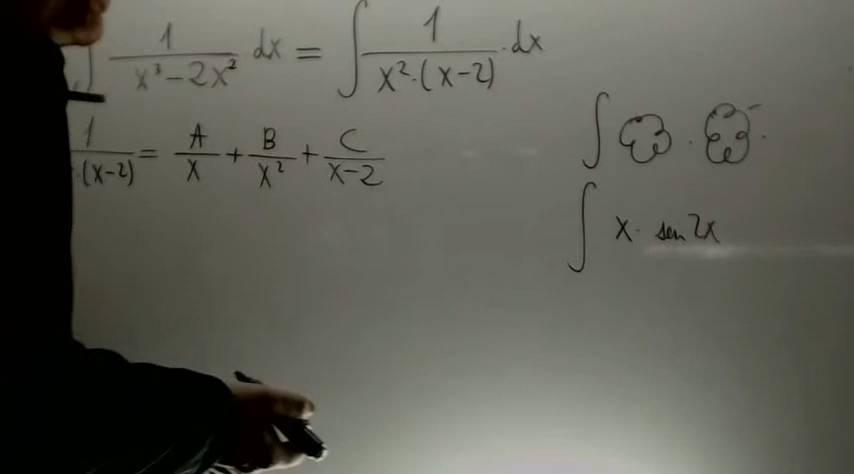 ∫ 1/(x³-2x²) dx = ∫ 1/(x²·(x-2)) · dx
1/(·(x-2)) = A/x + B/x² + C/(x-2)
∫ ·
∫ x · sen 2x